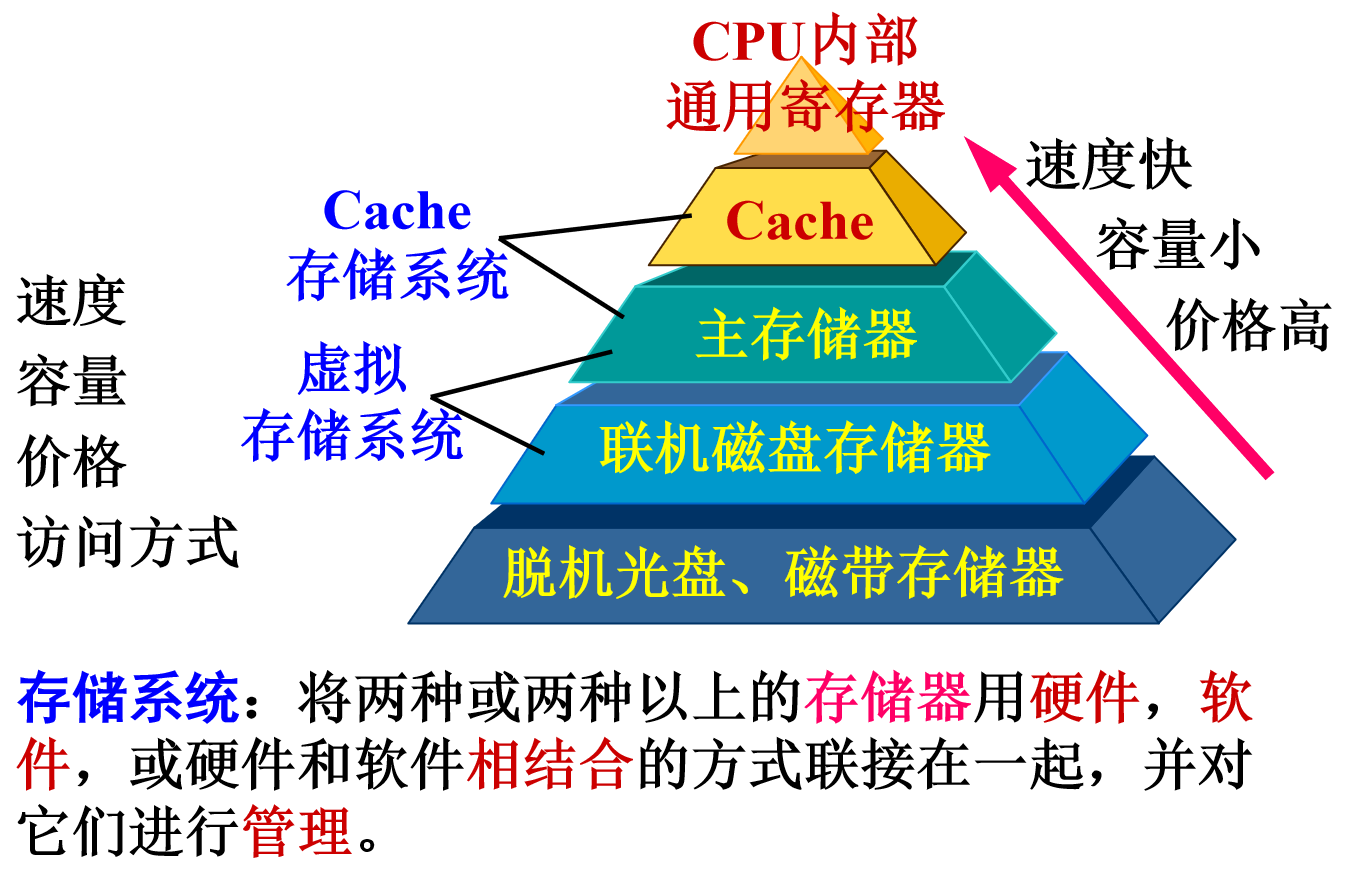 CPU内部
通用寄存器
速度快
容量小
价格高
Cache
Cache
存储系统
速度
容量
价格
访问方式
主存储器
虚拟
存储系统
联机磁盘存储器
脱机光盘、磁带存储器
存储系统：将两种或两种以上的存储器用硬件，软
件，或硬件和软件相结合的方式联接在一起，并对
它们进行管理。